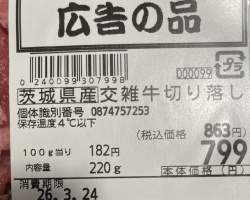 広告の品
0 240099 307998
000099
プラ
茨城県産交雑牛切り落し
個体識別番号 0874757253
保存温度4℃以下
(税込価格 863円)
100g当り 182円
799
内容量 220g
本体価格(円)
消費期限
26. 3.24